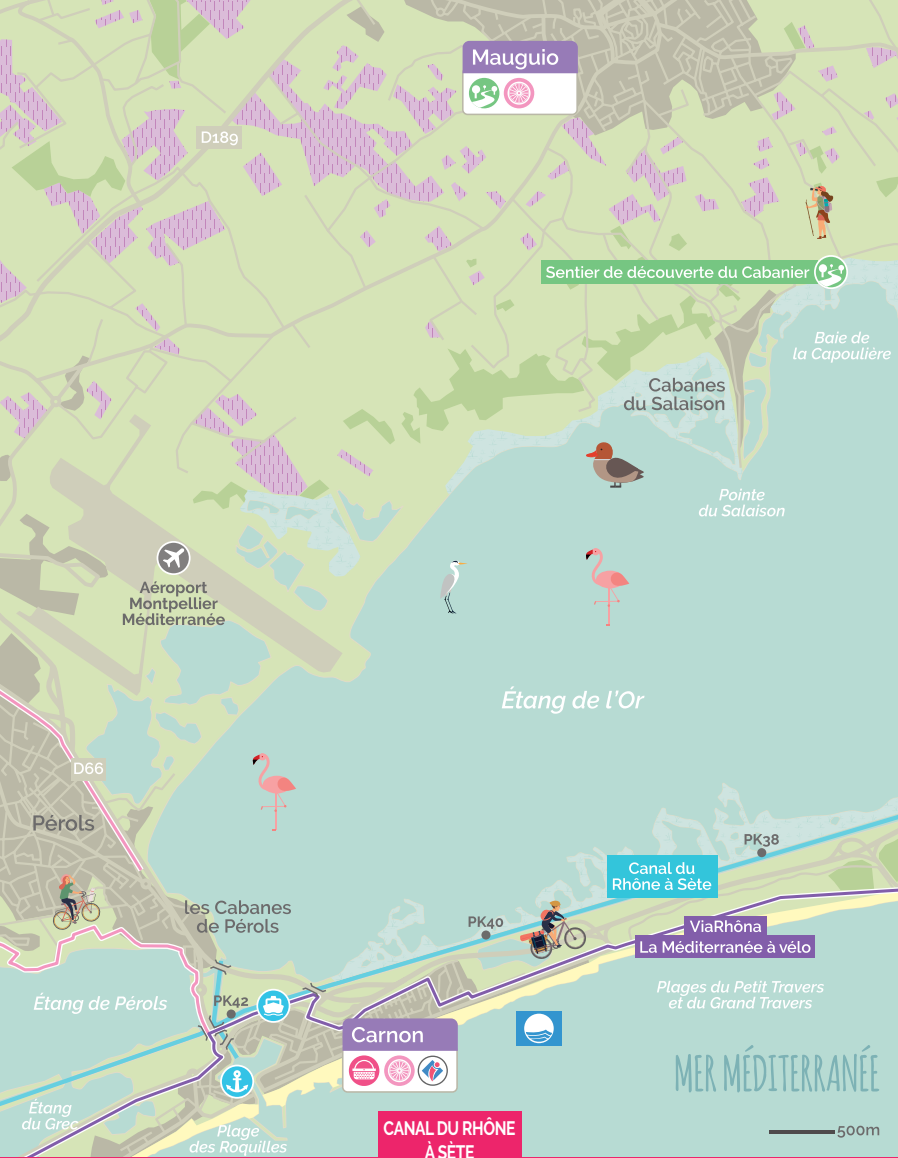 Mauguio
D189
Sentier de découverte du Cabanier
Baie de
la Capoulière
Cabanes
du Salaison
Pointe
du Salaison
Aéroport
Montpellier
Méditerranée
Étang de l'Or
D66
Pérols
PK38
Canal du
Rhône à Sète
les Cabanes
de Pérols
PK40
ViaRhôna
La Méditerranée à vélo
Étang de Pérols
PK42
Plages du Petit Travers
et du Grand Travers
Carnon
MER MÉDITERRANÉE
Étang
du Grec
Plage
des Roquilles
CANAL DU RHÔNE
À SÈTE
500m